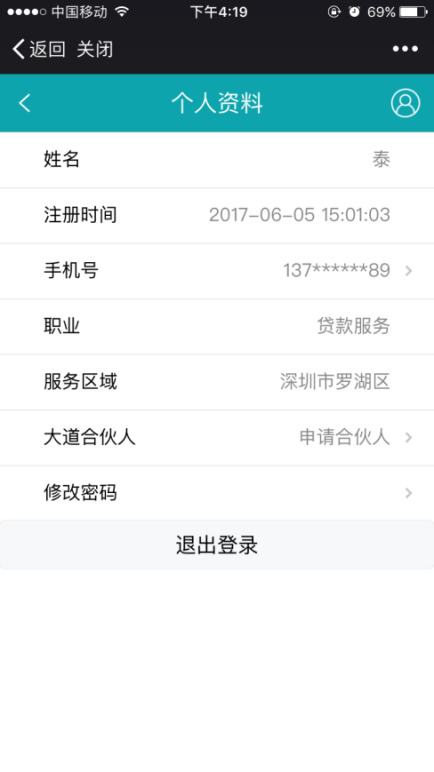 中国移动 下午4:19 69%
返回 关闭
个人资料
姓名 泰
注册时间 2017-06-05 15:01:03
手机号 137******89
职业 贷款服务
服务区域 深圳市罗湖区
大道合伙人 申请合伙人
修改密码
退出登录